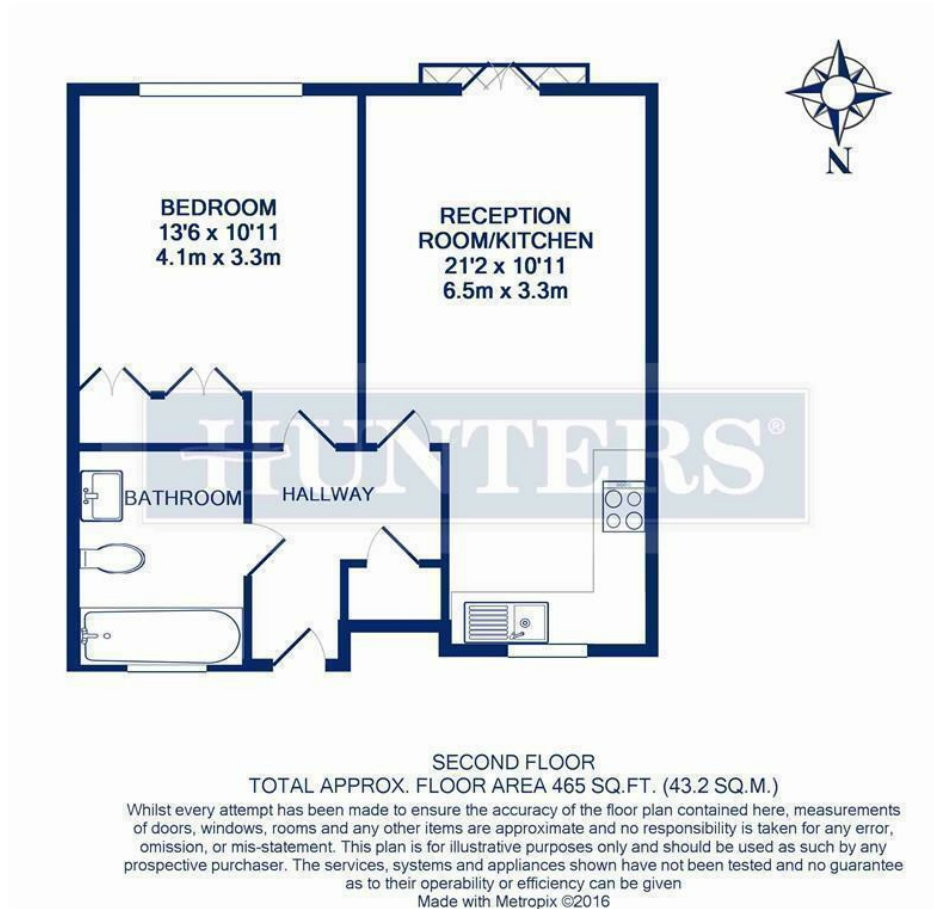 N
BEDROOM
13'6 x 10'11
4.1m x 3.3m
RECEPTION
ROOM/KITCHEN
21'2 x 10'11
6.5m x 3.3m
HUNTERS®
BATHROOM
HALLWAY
SECOND FLOOR
TOTAL APPROX. FLOOR AREA 465 SQ.FT. (43.2 SQ.M.)
Whilst every attempt has been made to ensure the accuracy of the floor plan contained here, measurements
of doors, windows, rooms and any other items are approximate and no responsibility is taken for any error,
omission, or mis-statement. This plan is for illustrative purposes only and should be used as such by any
prospective purchaser. The services, systems and appliances shown have not been tested and no guarantee
as to their operability or efficiency can be given
Made with Metropix ©2016